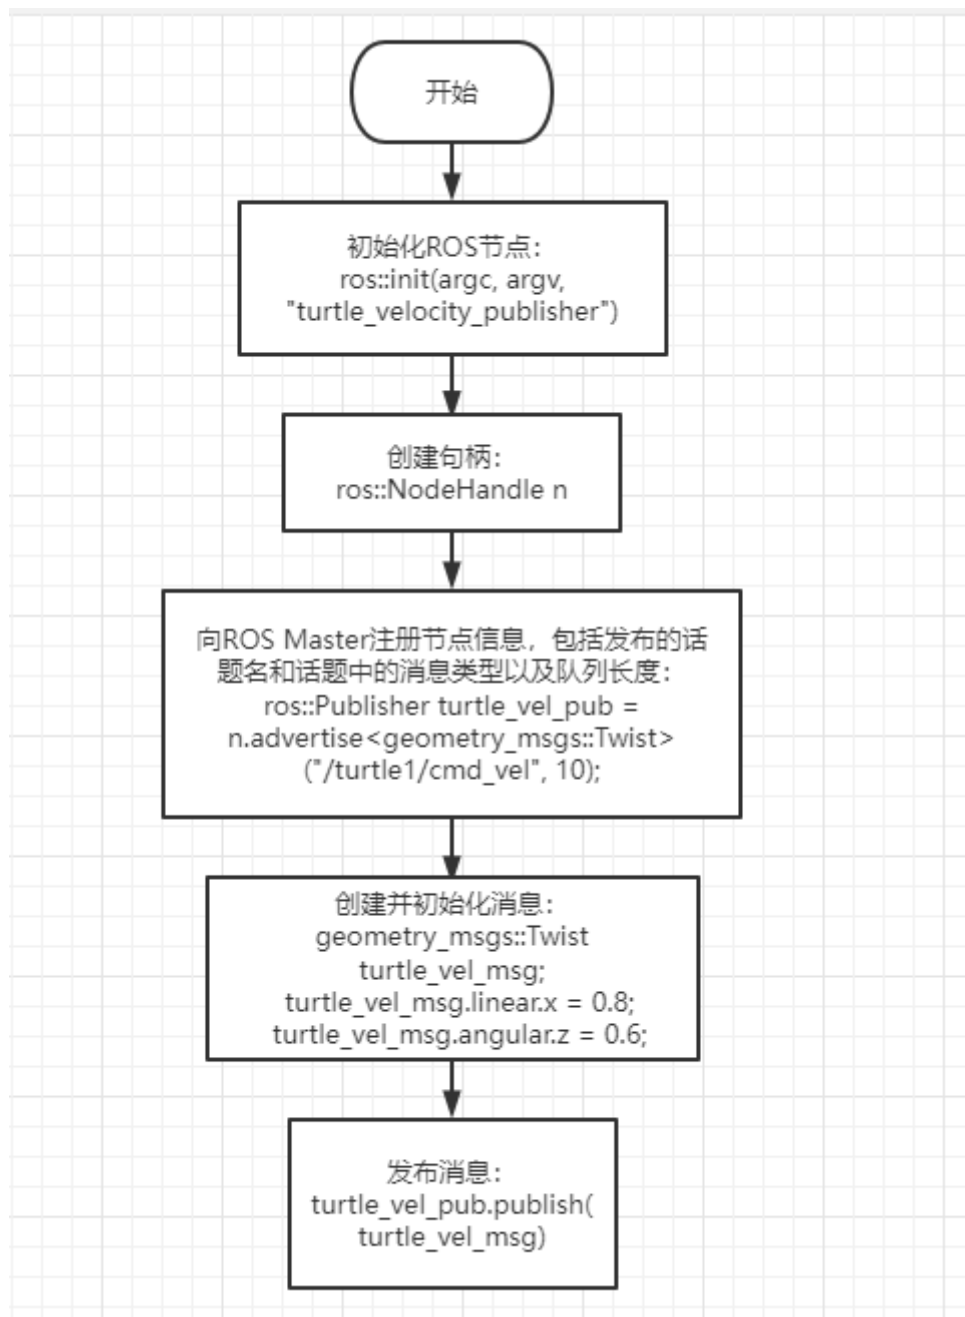 开始
初始化ROS节点：
ros::init(argc, argv,
"turtle_velocity_publisher")
创建句柄：
ros::NodeHandle n
向ROS Master注册节点信息，包括发布的话
题名和话题中的消息类型以及队列长度：
ros::Publisher turtle_vel_pub =
n.advertise<geometry_msgs::Twist>
("/turtle1/cmd_vel", 10);
创建并初始化消息：
geometry_msgs::Twist
turtle_vel_msg;
turtle_vel_msg.linear.x = 0.8;
turtle_vel_msg.angular.z = 0.6;
发布消息：
turtle_vel_pub.publish(
turtle_vel_msg)